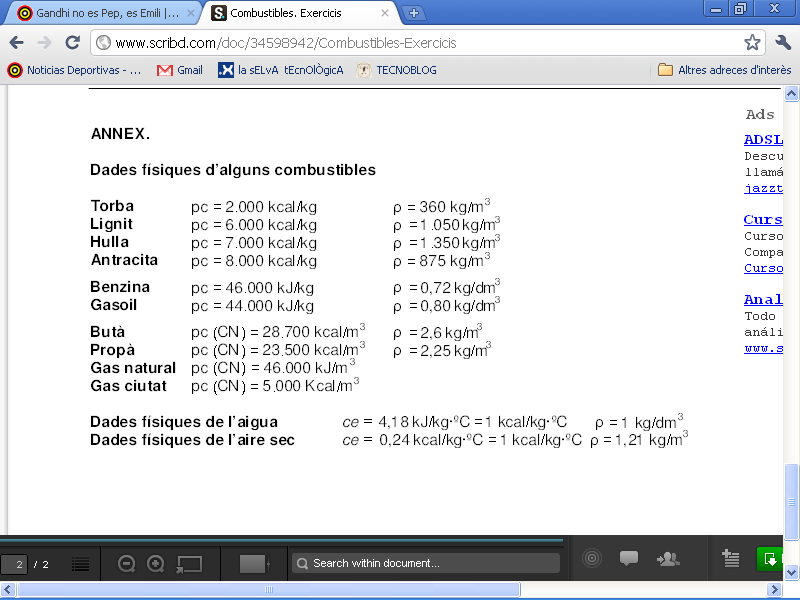 Gandhi no es Pep, es Emili |...
Combustibles. Exercicis
www.scribd.com/doc/34598942/Combustibles-Exercicis
Noticias Deportivas - ...
Gmail
la sELvA tEcnOlÒgicA
TECNOBLOG
Altres adreces d'interès
ANNEX.
Dades físiques d'alguns combustibles
Torba pc = 2.000 kcal/kg ρ = 360 kg/m³
Lignit pc = 6.000 kcal/kg ρ = 1.050 kg/m³
Hulla pc = 7.000 kcal/kg ρ = 1.350 kg/m³
Antracita pc = 8.000 kcal/kg ρ = 875 kg/m³
Benzina pc = 46.000 kJ/kg ρ = 0,72 kg/dm³
Gasoil pc = 44.000 kJ/kg ρ = 0,80 kg/dm³
Butà pc (CN) = 28.700 kcal/m³ ρ = 2,6 kg/m³
Propà pc (CN) = 23.500 kcal/m³ ρ = 2,25 kg/m³
Gas natural pc (CN) = 46.000 kJ/m³
Gas ciutat pc (CN) = 5.000 Kcal/m³
Dades físiques de l'aigua ce = 4,18 kJ/kg·ºC = 1 kcal/kg·ºC ρ = 1 kg/dm³
Dades físiques de l'aire sec ce = 0,24 kcal/kg·ºC = 1 kcal/kg·ºC ρ = 1,21 kg/m³
Ads
ADSL
Descu
llamá
jazzt
Curs
Curso
Compa
Curso
Anal
Todo
análi
www.s
2 / 2
Search within document...